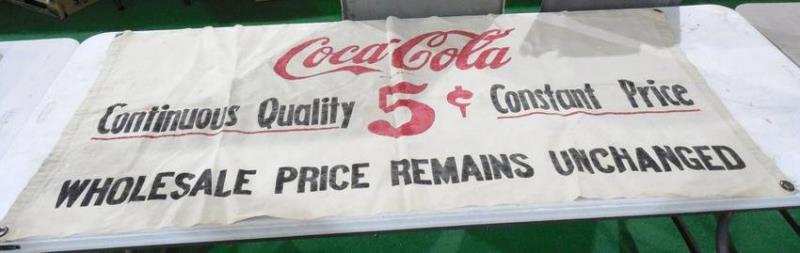 Coca-Cola
Continuous Quality 5¢ Constant Price
WHOLESALE PRICE REMAINS UNCHANGED